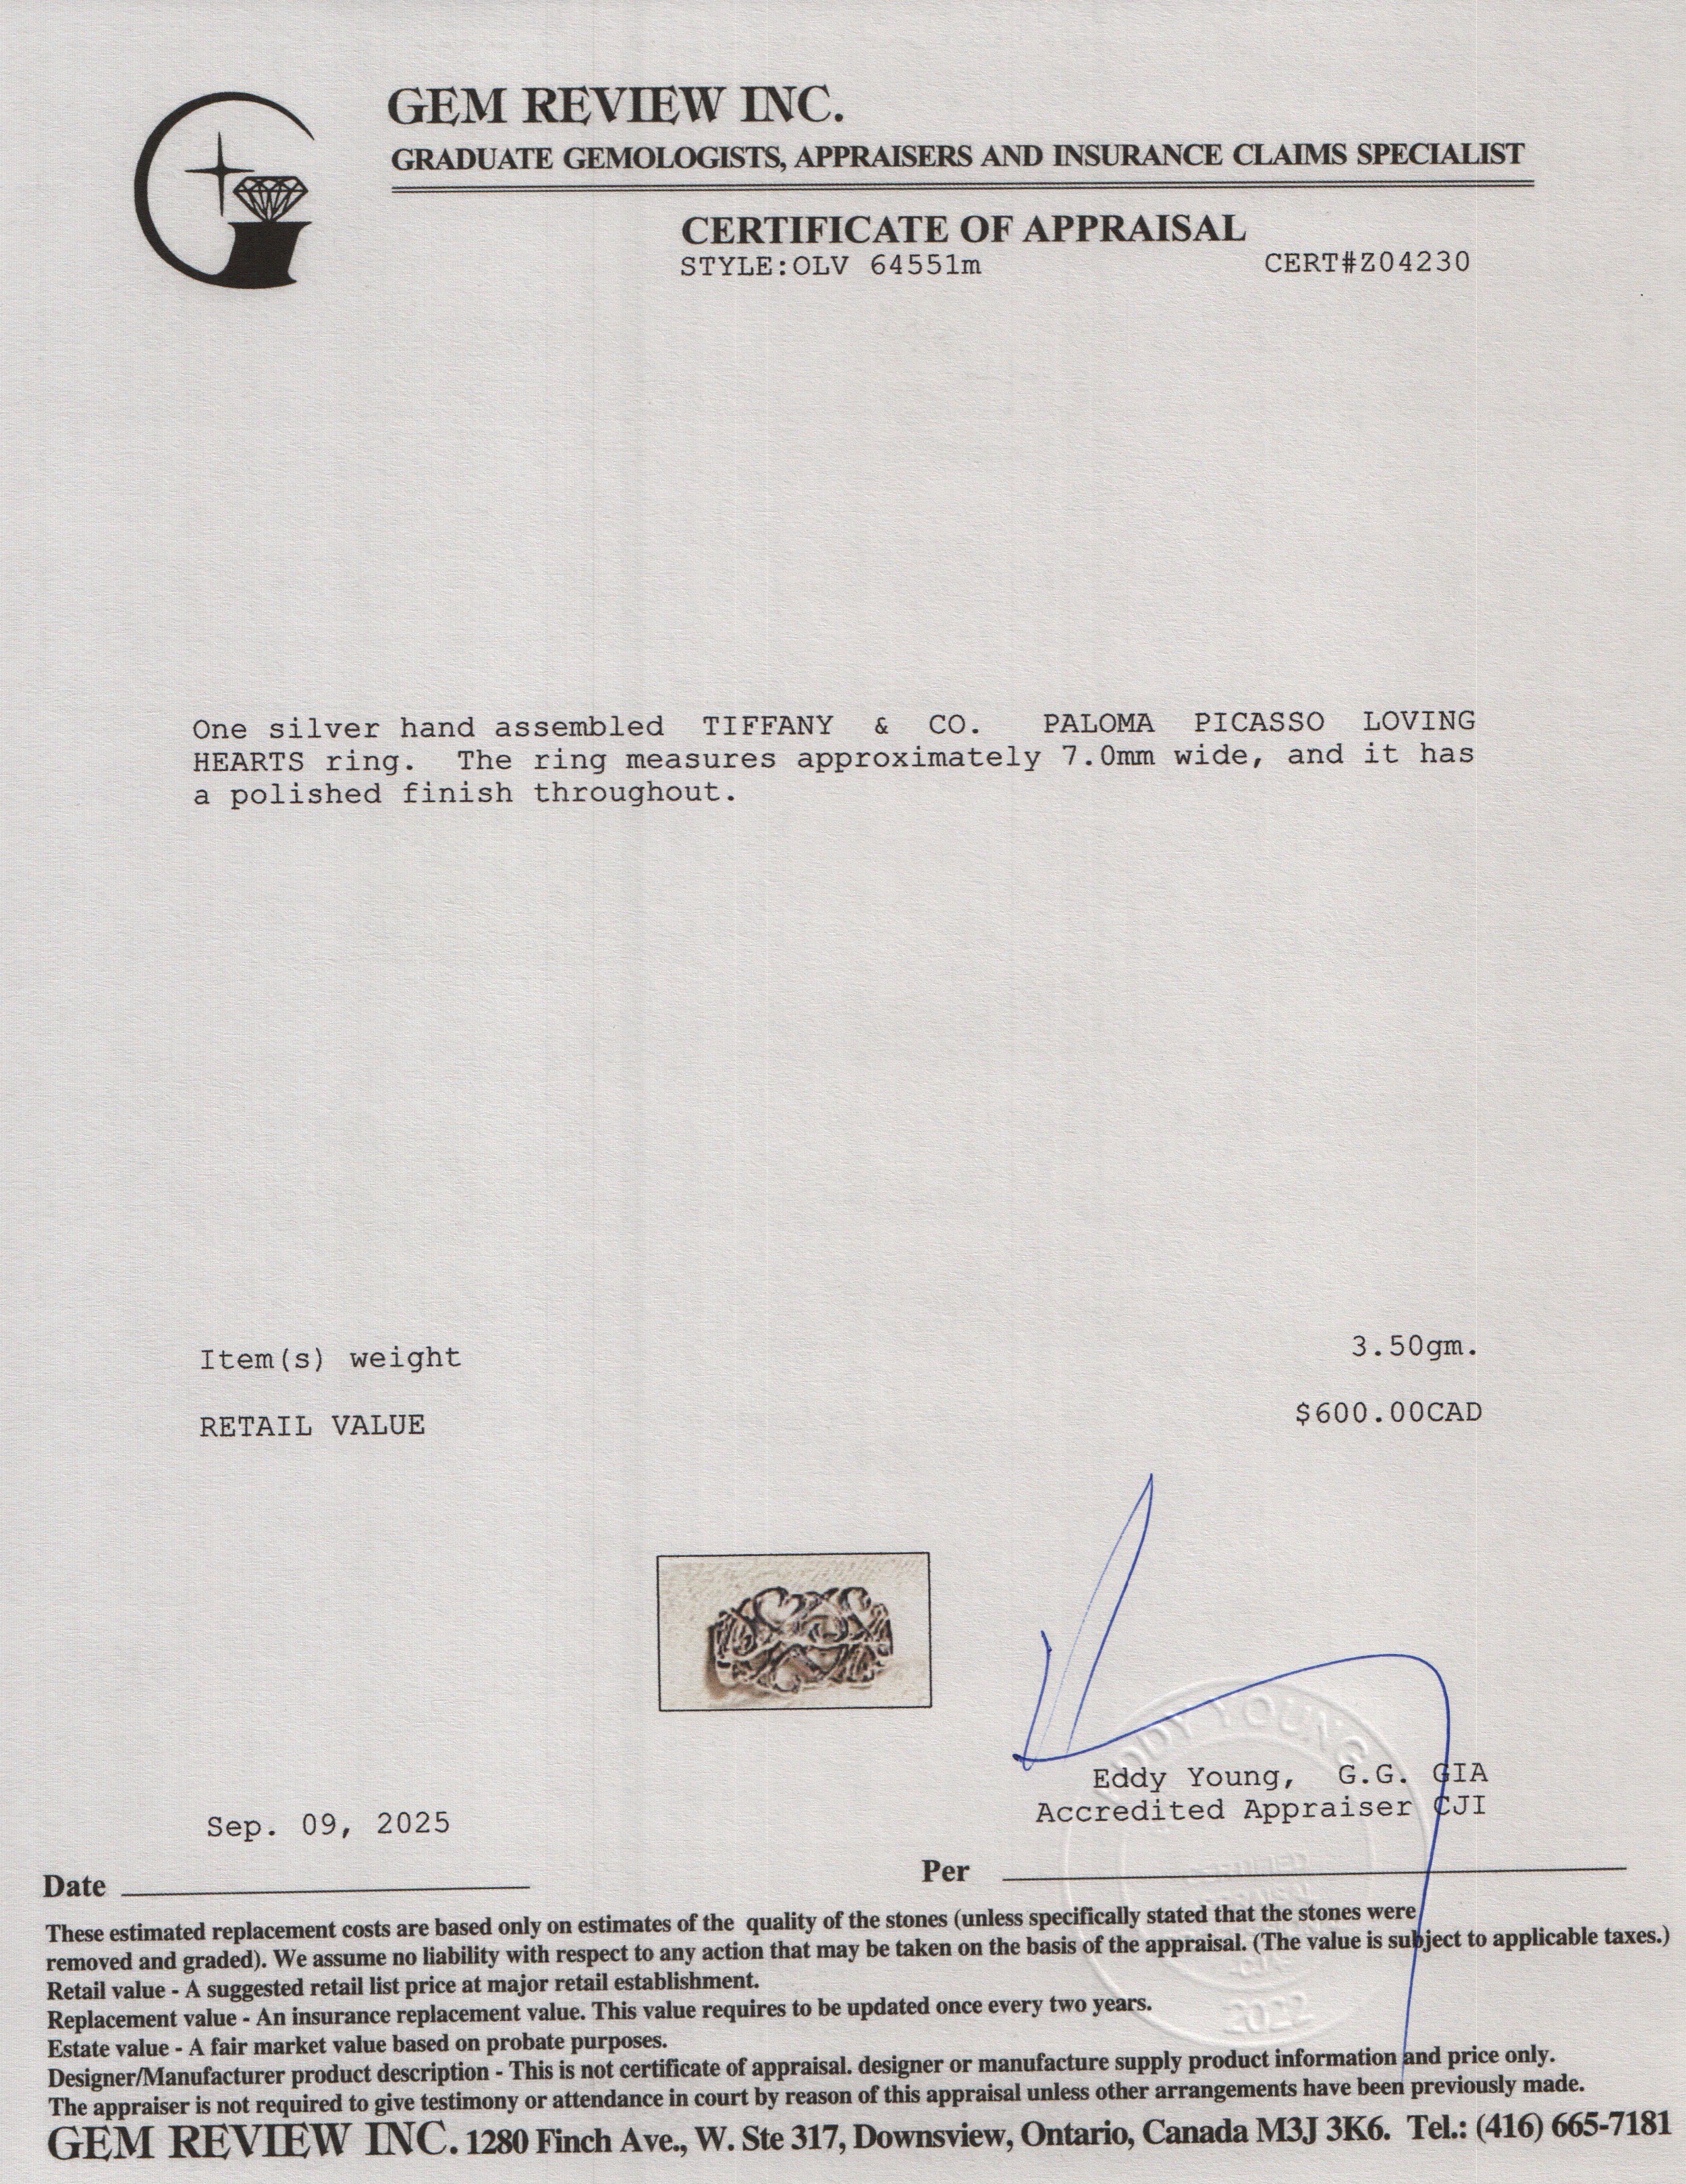 GEM REVIEW INC.
GRADUATE GEMOLOGISTS, APPRAISERS AND INSURANCE CLAIMS SPECIALIST
CERTIFICATE OF APPRAISAL
STYLE:OLV 64551m CERT#Z04230
One silver hand assembled TIFFANY & CO. PALOMA PICASSO LOVING
HEARTS ring. The ring measures approximately 7.0mm wide, and it has
a polished finish throughout.
Item(s) weight 3.50gm.
RETAIL VALUE $600.00CAD
EDDY YOUNG
Eddy Young, G.G. GIA
Accredited Appraiser CJI
Sep. 09, 2025
Date
Per
2022
These estimated replacement costs are based only on estimates of the quality of the stones (unless specifically stated that the stones were
removed and graded). We assume no liability with respect to any action that may be taken on the basis of the appraisal. (The value is subject to applicable taxes.)
Retail value - A suggested retail list price at major retail establishment.
Replacement value - An insurance replacement value. This value requires to be updated once every two years.
Estate value - A fair market value based on probate purposes.
Designer/Manufacturer product description - This is not certificate of appraisal. designer or manufacture supply product information and price only.
The appraiser is not required to give testimony or attendance in court by reason of this appraisal unless other arrangements have been previously made.
GEM REVIEW INC. 1280 Finch Ave., W. Ste 317, Downsview, Ontario, Canada M3J 3K6. Tel.: (416) 665-7181